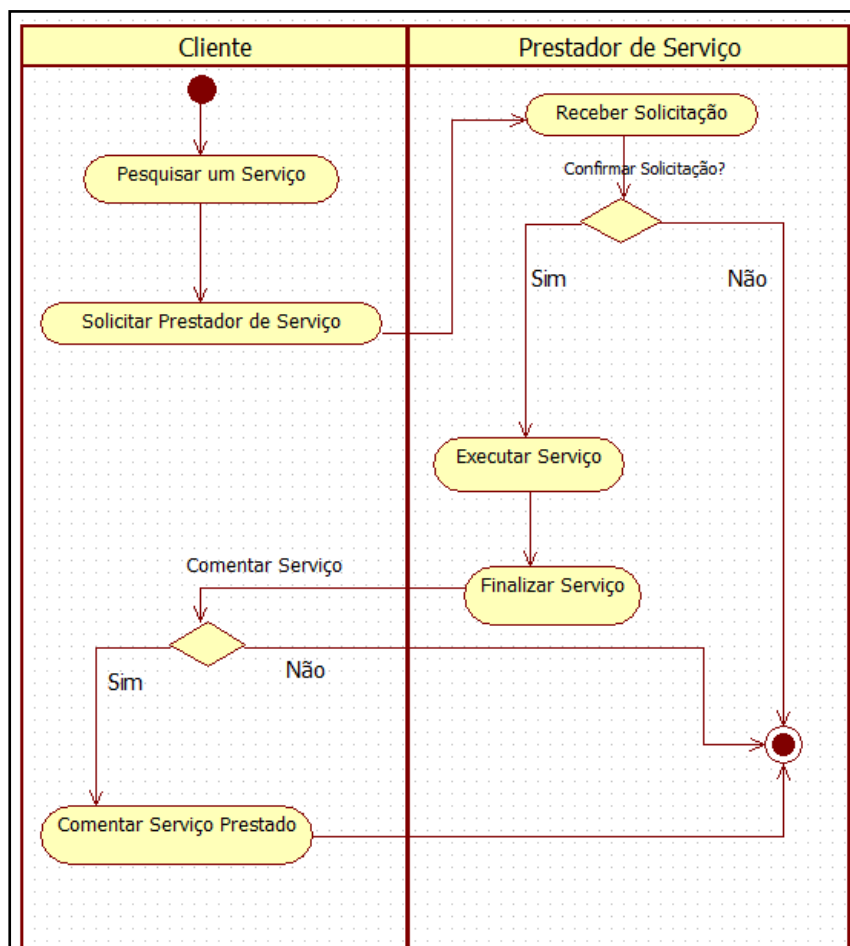 Cliente
Prestador de Serviço
Receber Solicitação
Pesquisar um Serviço
Confirmar Solicitação?
Sim
Não
Solicitar Prestador de Serviço
Executar Serviço
Comentar Serviço
Finalizar Serviço
Sim
Não
Comentar Serviço Prestado